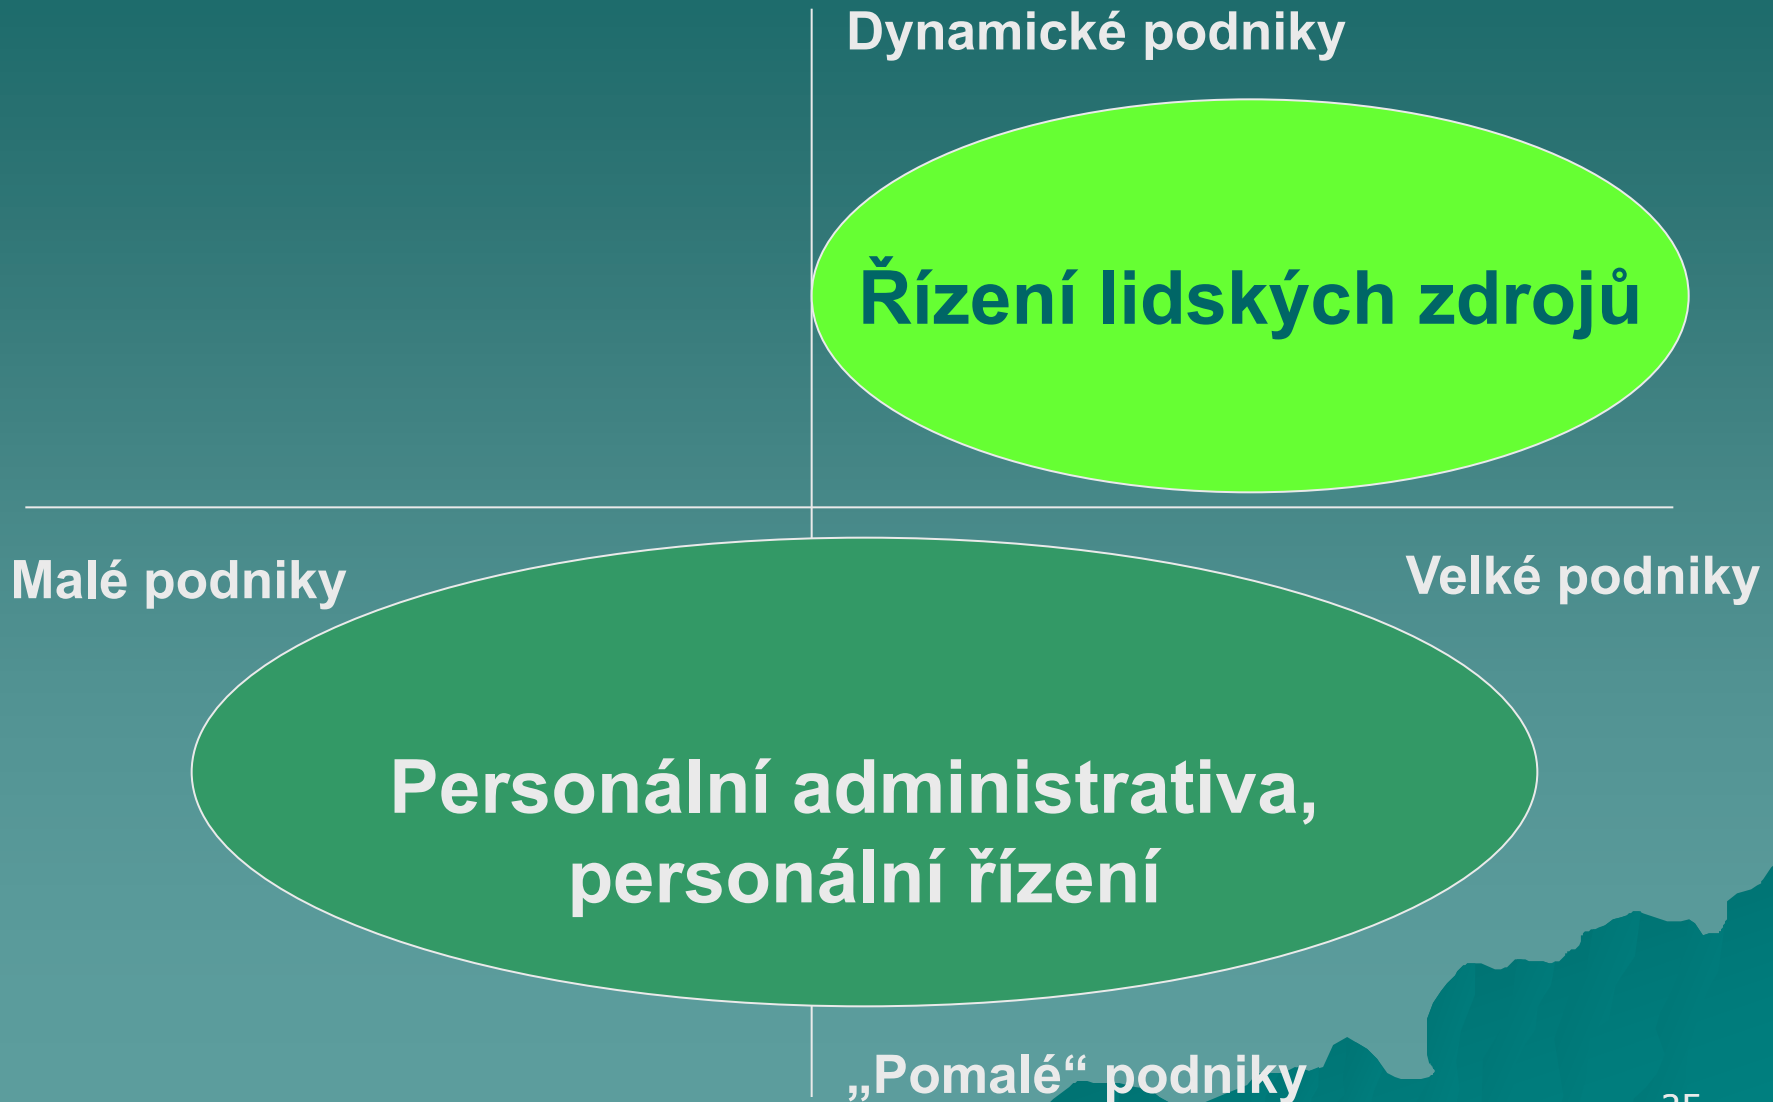 Dynamické podniky
Řízení lidských zdrojů
Malé podniky
Velké podniky
Personální administrativa,
personální řízení
„Pomalé“ podniky